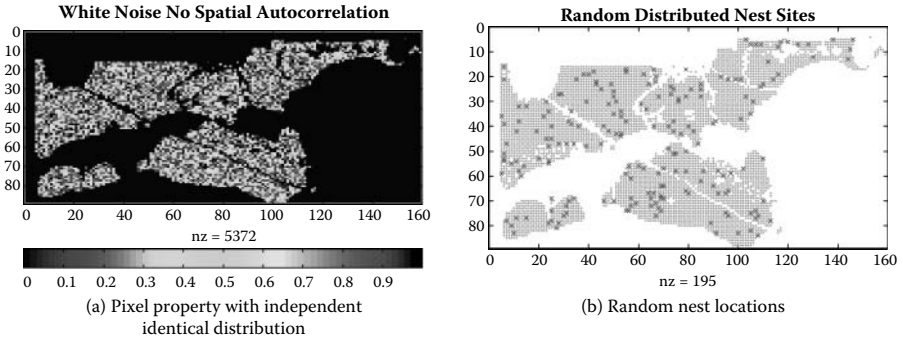 White Noise No Spatial Autocorrelation
0
10
20
30
40
50
60
70
80
0 20 40 60 80 100 120 140 160
nz = 5372
0 0.1 0.2 0.3 0.4 0.5 0.6 0.7 0.8 0.9
(a) Pixel property with independent
identical distribution
Random Distributed Nest Sites
0
10
20
30
40
50
60
70
80
0 20 40 60 80 100 120 140 160
nz = 195
(b) Random nest locations